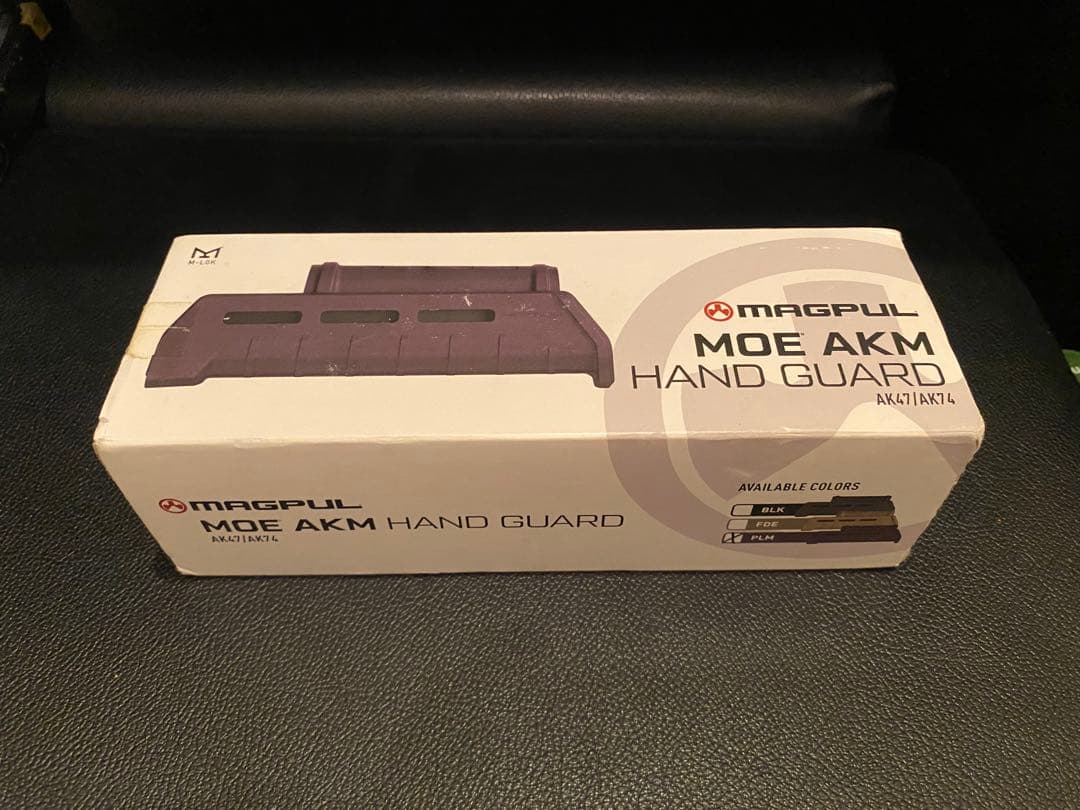 M-LOK
MAGPUL
MOE™ AKM
HAND GUARD
AK47|AK74
MAGPUL
MOE AKM HAND GUARD
AK47|AK74
AVAILABLE COLORS
BLK
FDE
PLM